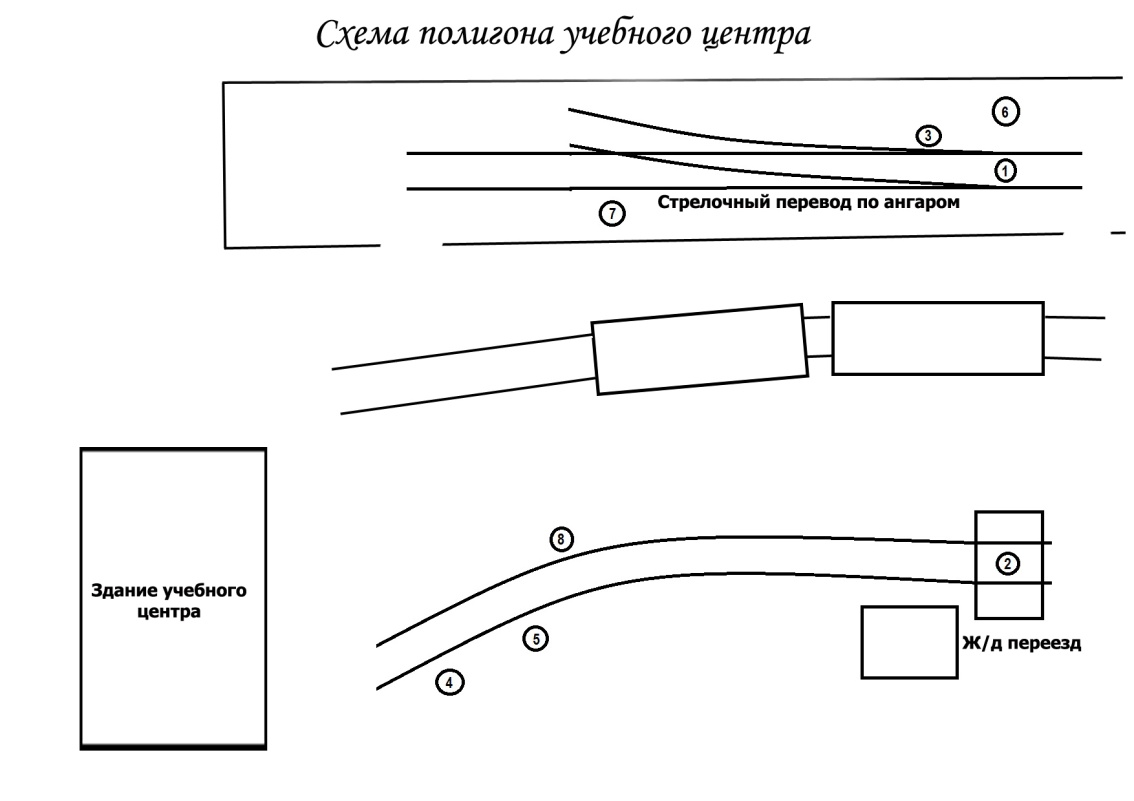 Схема полигона учебного центра
6
3
1
Стрелочный перевод по ангаром
7
8
2
Здание учебного
центра
5
Ж/д переезд
4